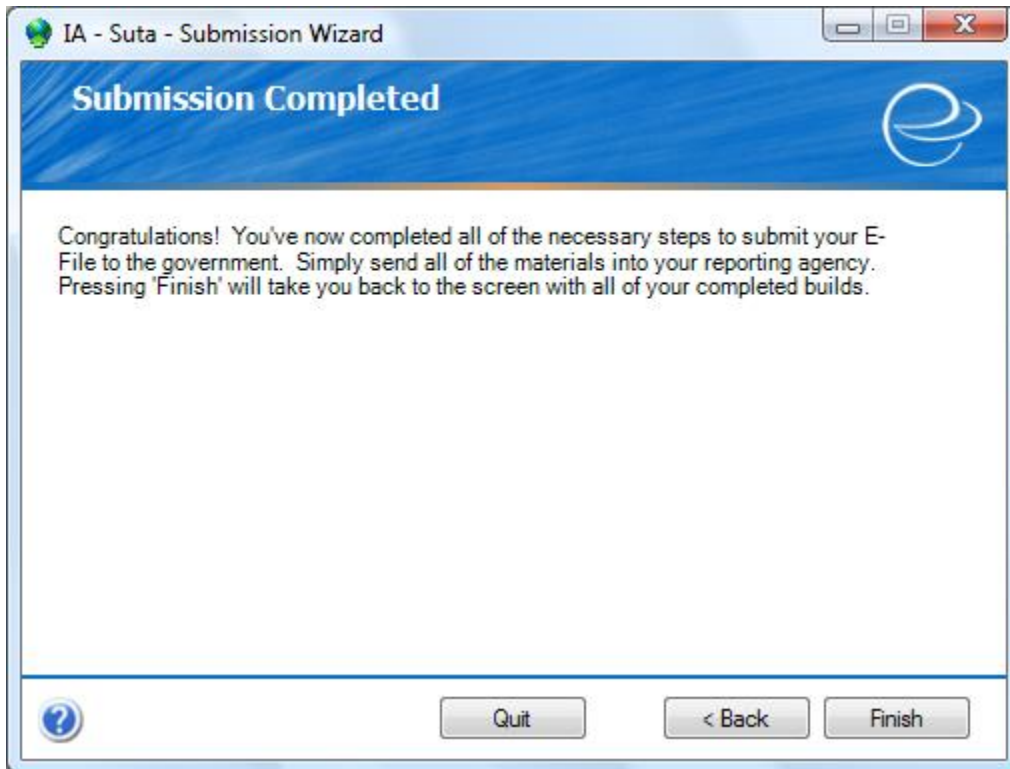 IA - Suta - Submission Wizard
Submission Completed
Congratulations! You've now completed all of the necessary steps to submit your E-
File to the government. Simply send all of the materials into your reporting agency.
Pressing 'Finish' will take you back to the screen with all of your completed builds.
Quit
< Back
Finish